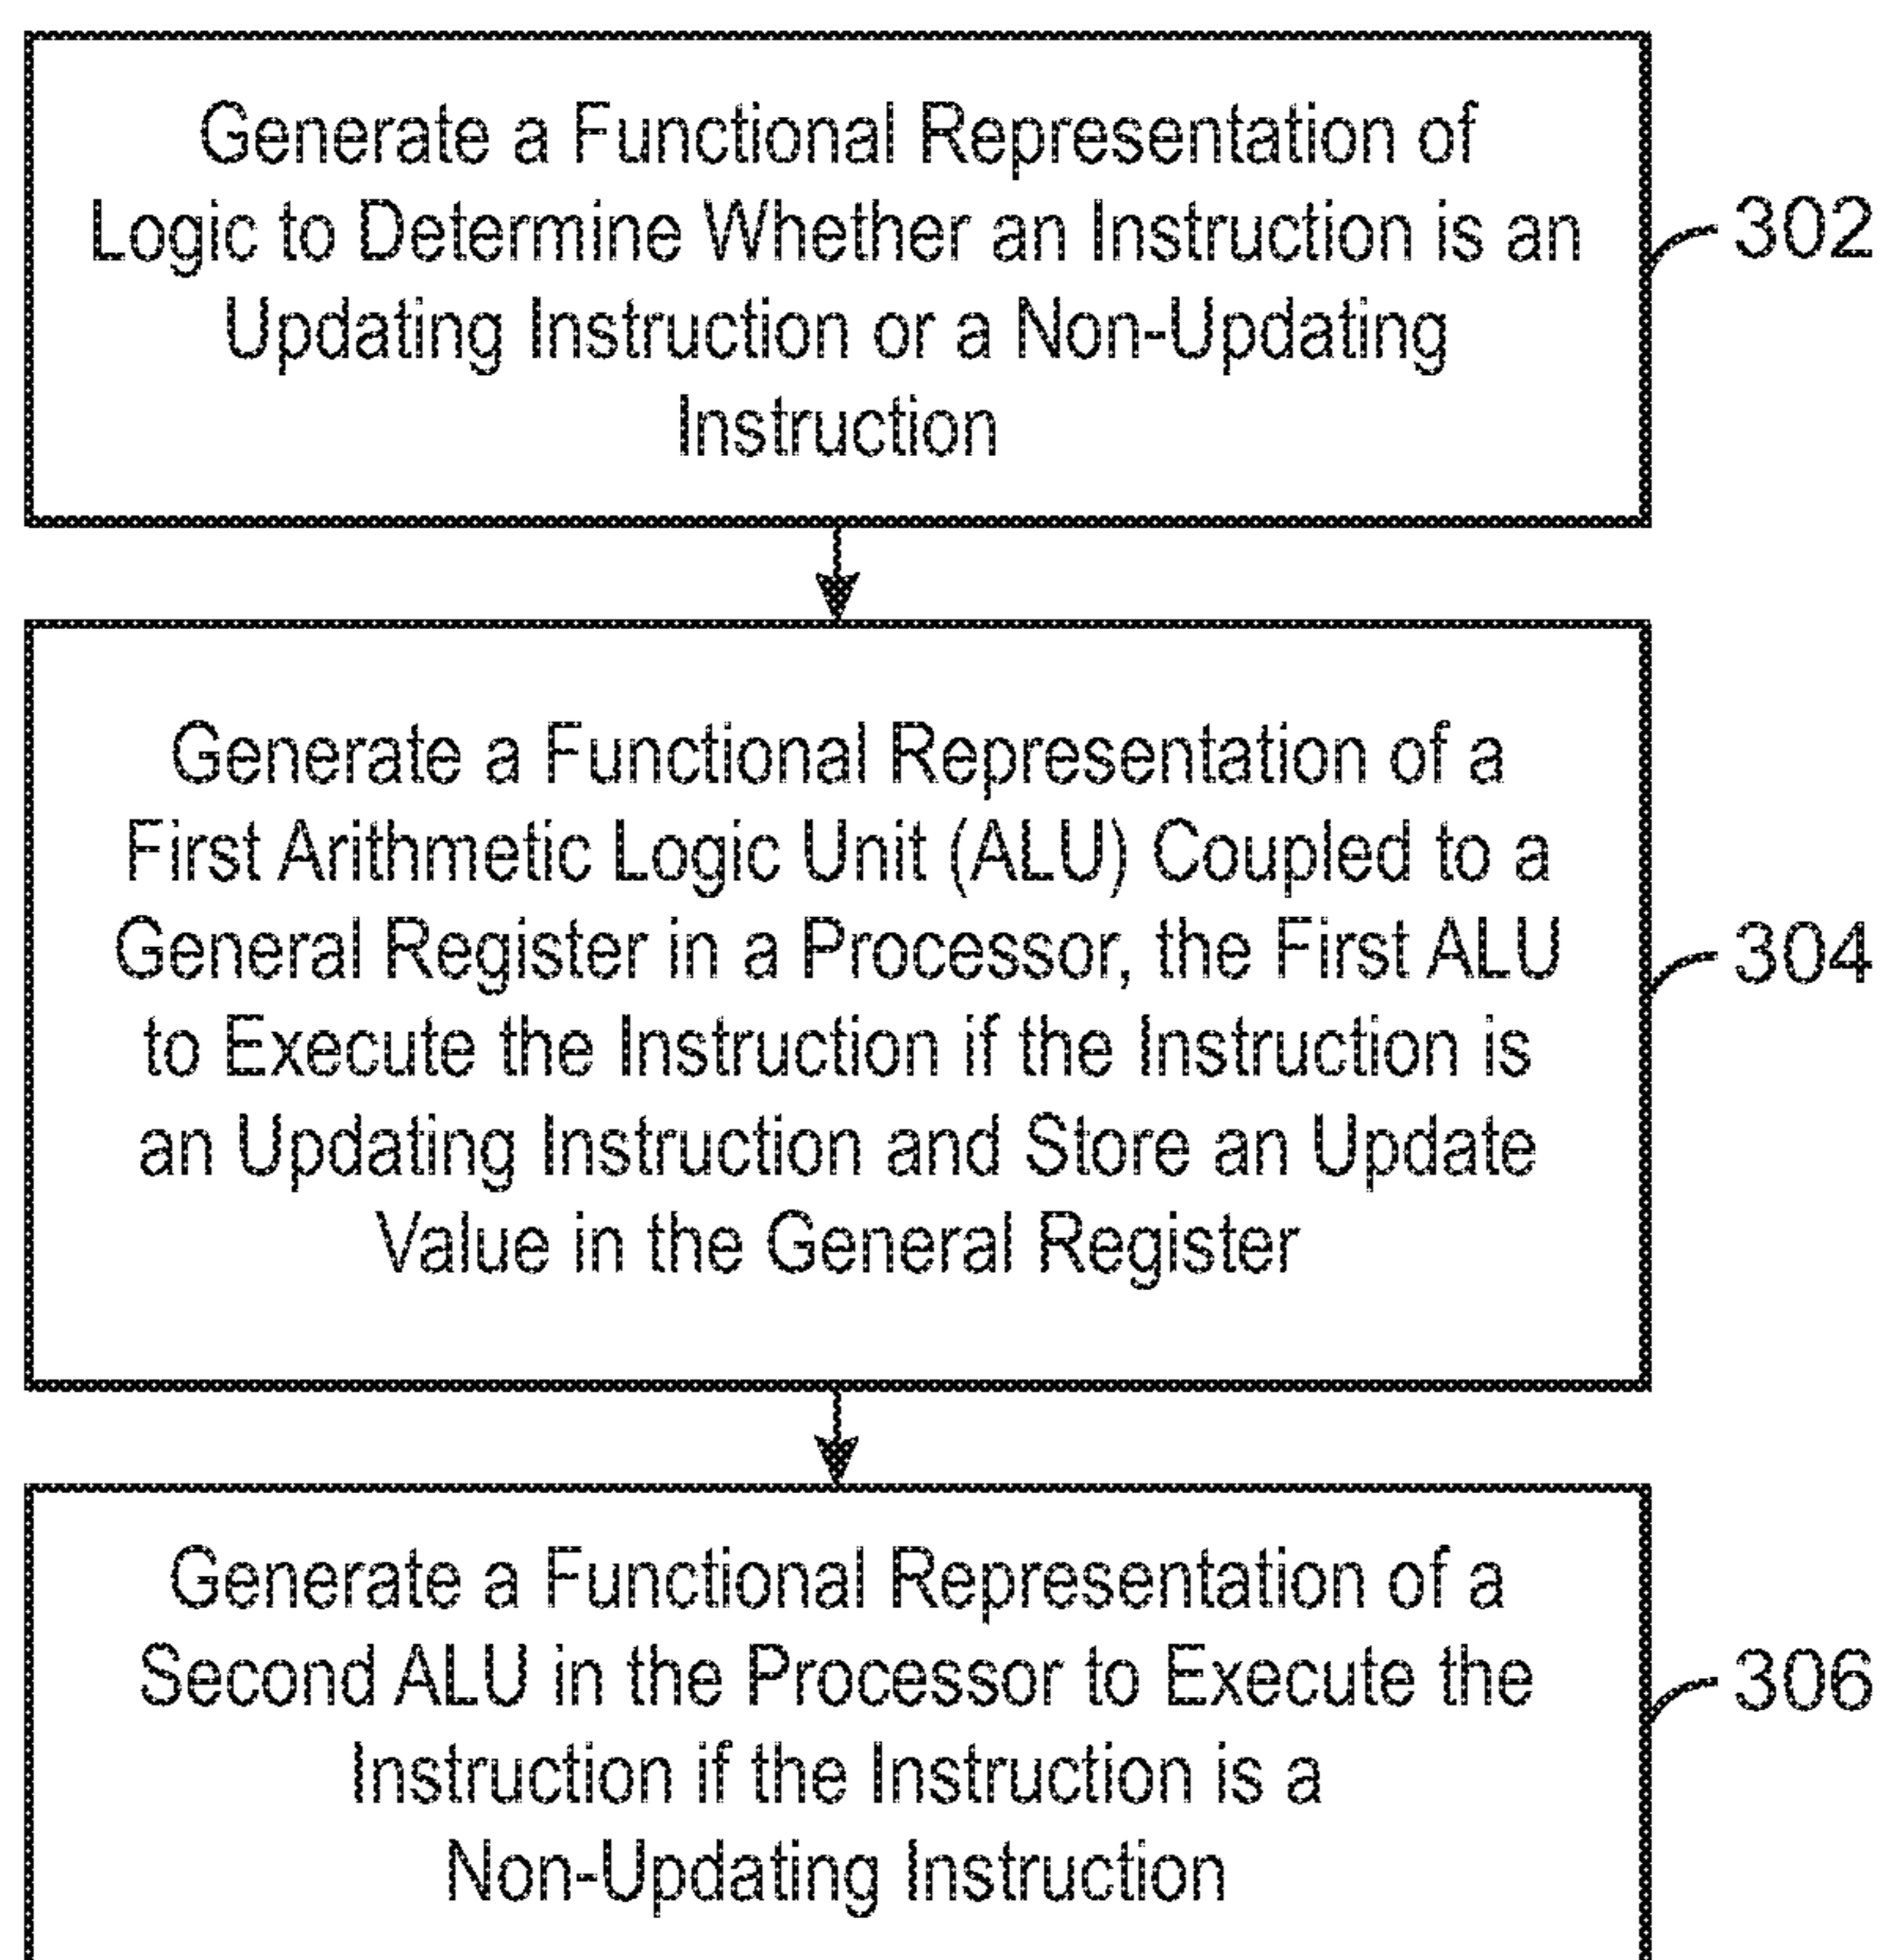 Generate a Functional Representation of
Logic to Determine Whether an Instruction is an
Updating Instruction or a Non-Updating
Instruction
302
Generate a Functional Representation of a
First Arithmetic Logic Unit (ALU) Coupled to a
General Register in a Processor, the First ALU
to Execute the Instruction if the Instruction is
an Updating Instruction and Store an Update
Value in the General Register
304
Generate a Functional Representation of a
Second ALU in the Processor to Execute the
Instruction if the Instruction is a
Non-Updating Instruction
306